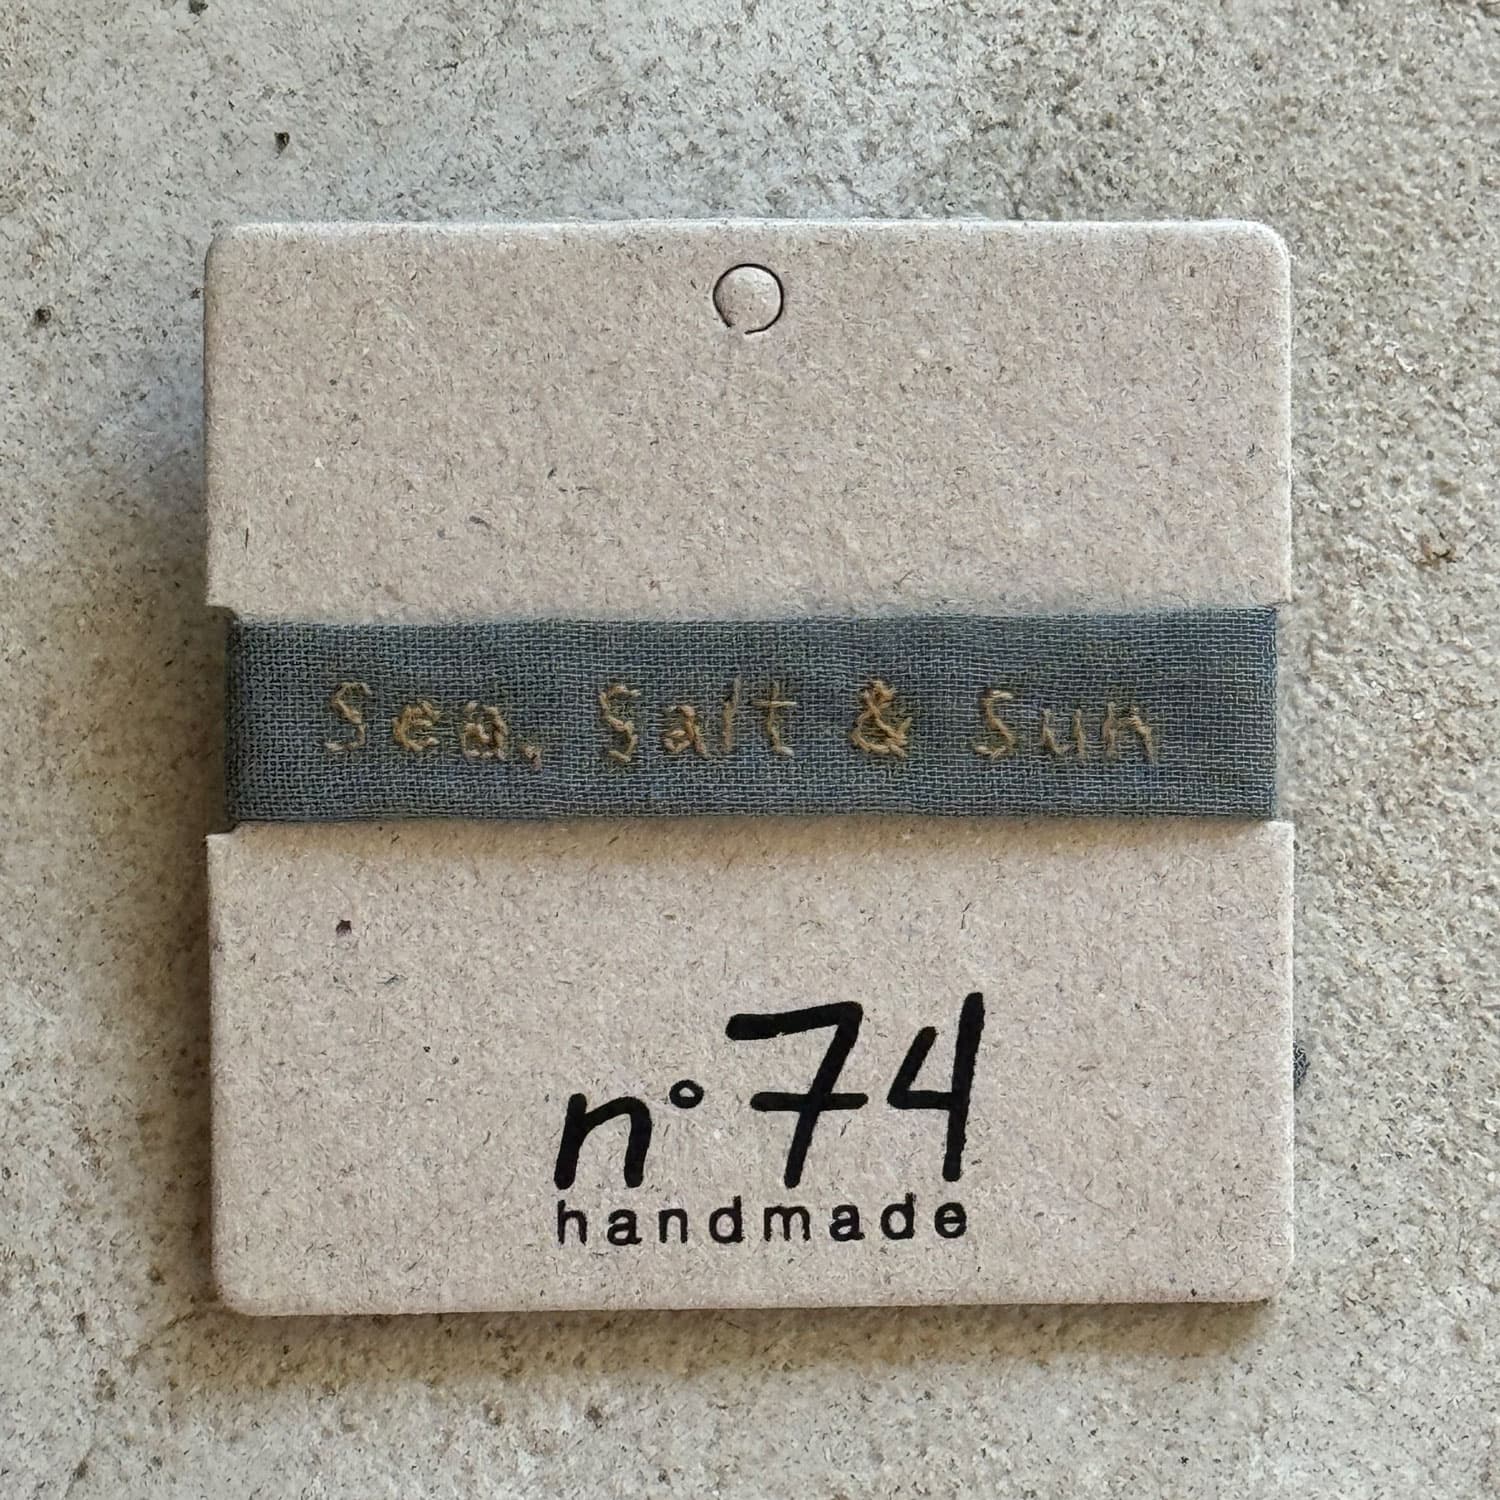 Sea, Salt & Sun
n° 74
handmade